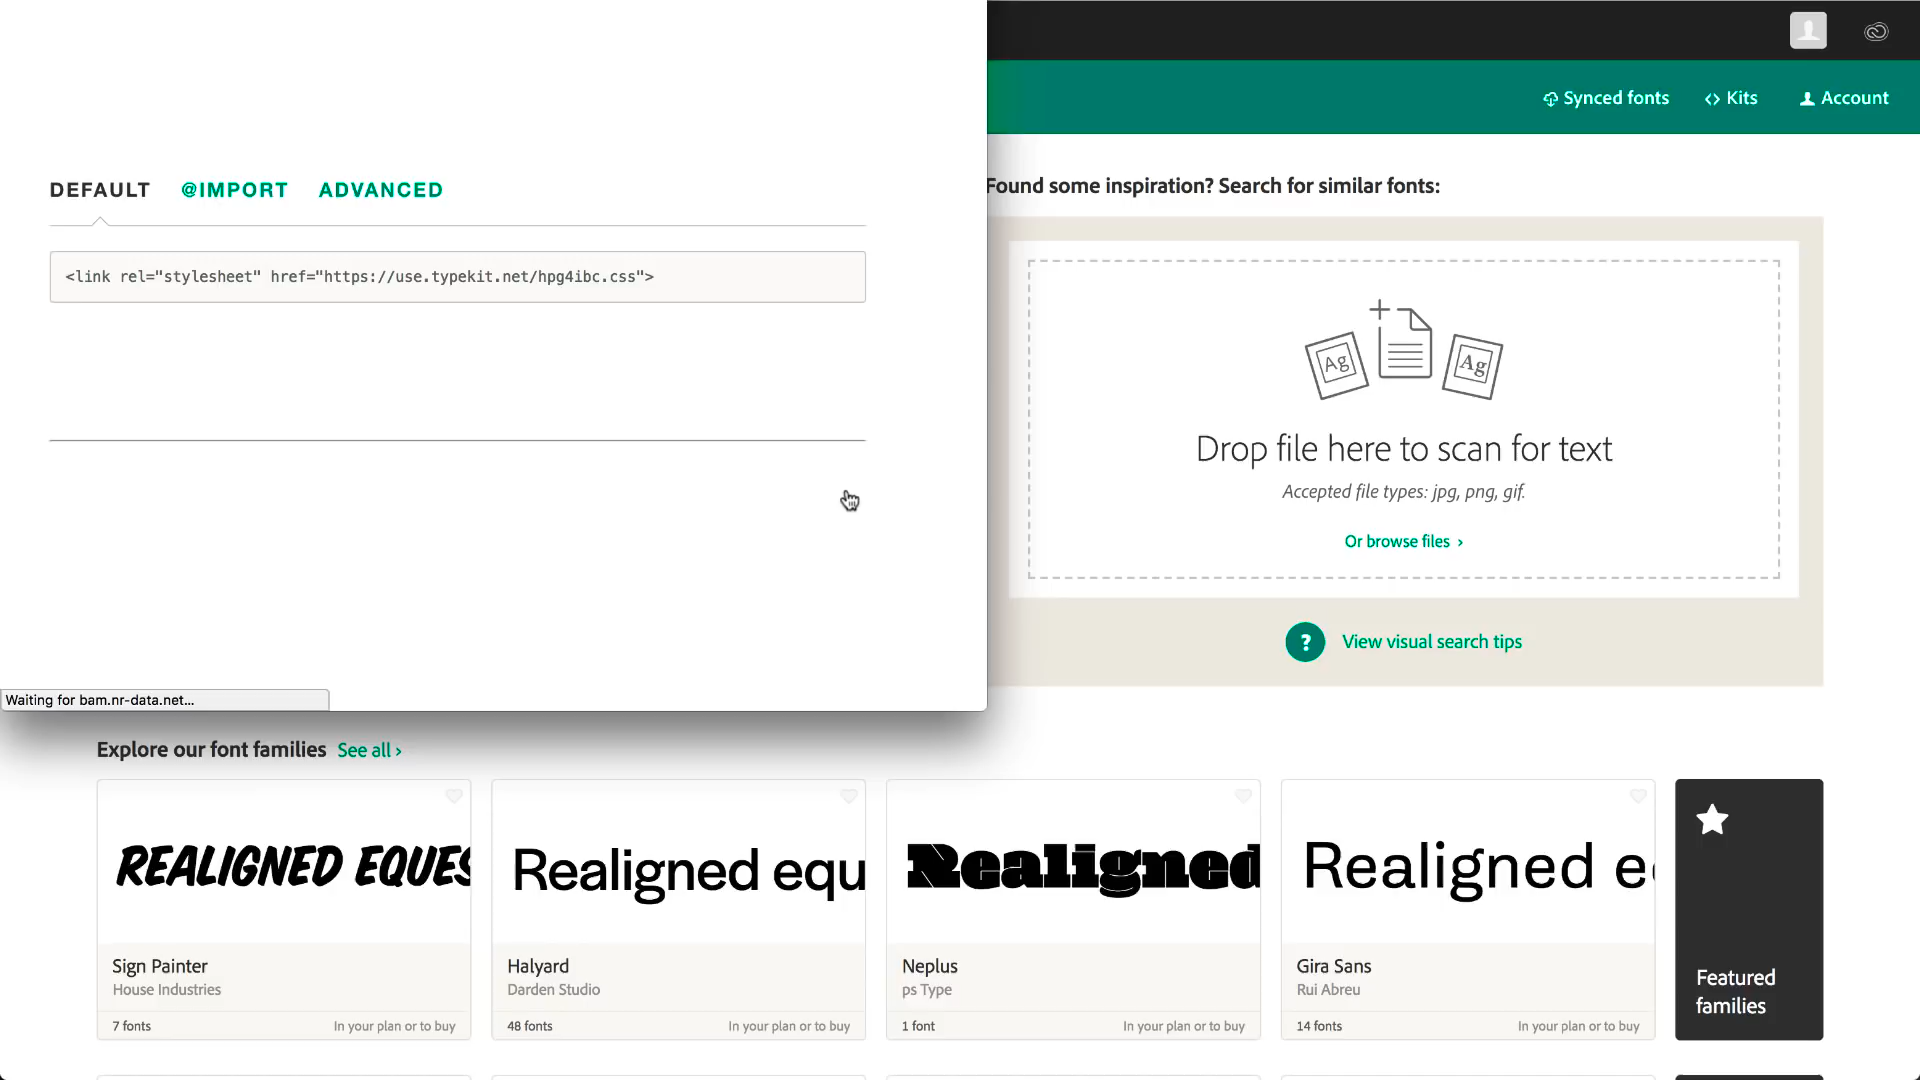 Synced fonts
Kits
Account
DEFAULT @IMPORT ADVANCED
<link rel="stylesheet" href="https://use.typekit.net/hpg4ibc.css">
Waiting for bam.nr-data.net...
Found some inspiration? Search for similar fonts:
Ag
Ag
Drop file here to scan for text
Accepted file types: jpg, png, gif.
Or browse files ›
? View visual search tips
Explore our font families See all ›
REALIGNED EQUES
Sign Painter
House Industries
7 fonts In your plan or to buy
Realigned equ
Halyard
Darden Studio
48 fonts In your plan or to buy
Realigned
Neplus
ps Type
1 font In your plan or to buy
Realigned e
Gira Sans
Rui Abreu
14 fonts In your plan or to buy
Featured
families